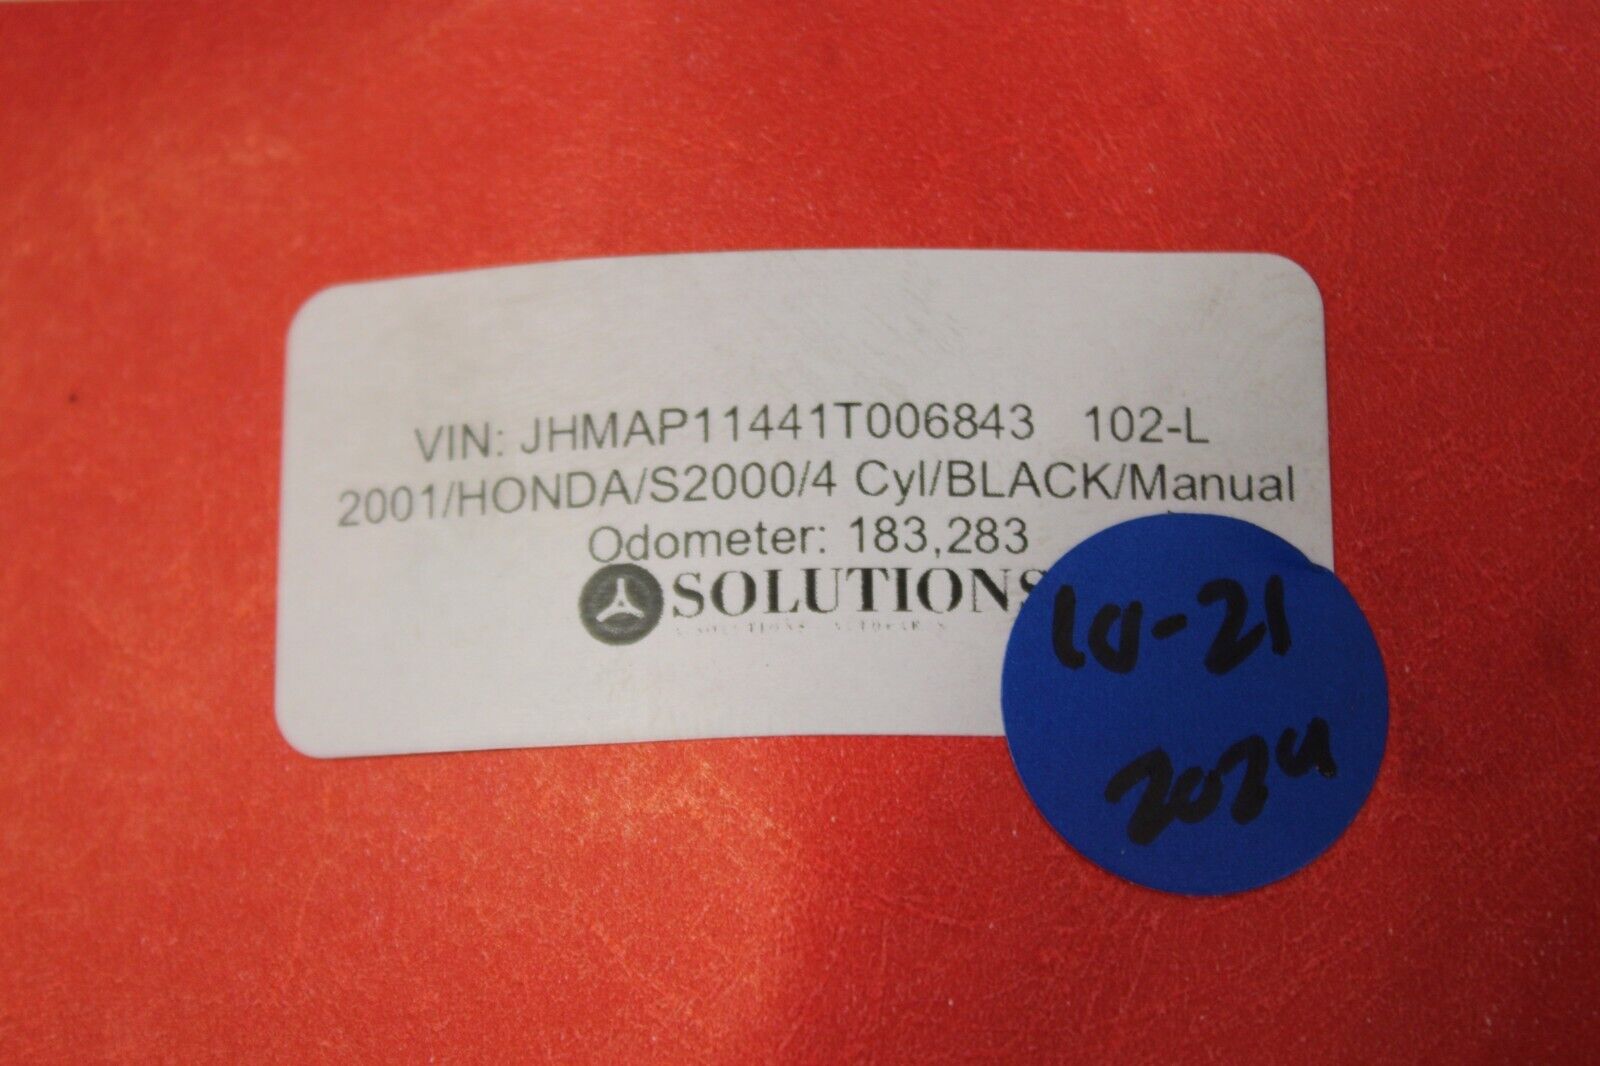 VIN: JHMAP11441T006843 102-L
2001/HONDA/S2000/4 Cyl/BLACK/Manual
Odometer: 183,283
SOLUTIONS
10-21
2024